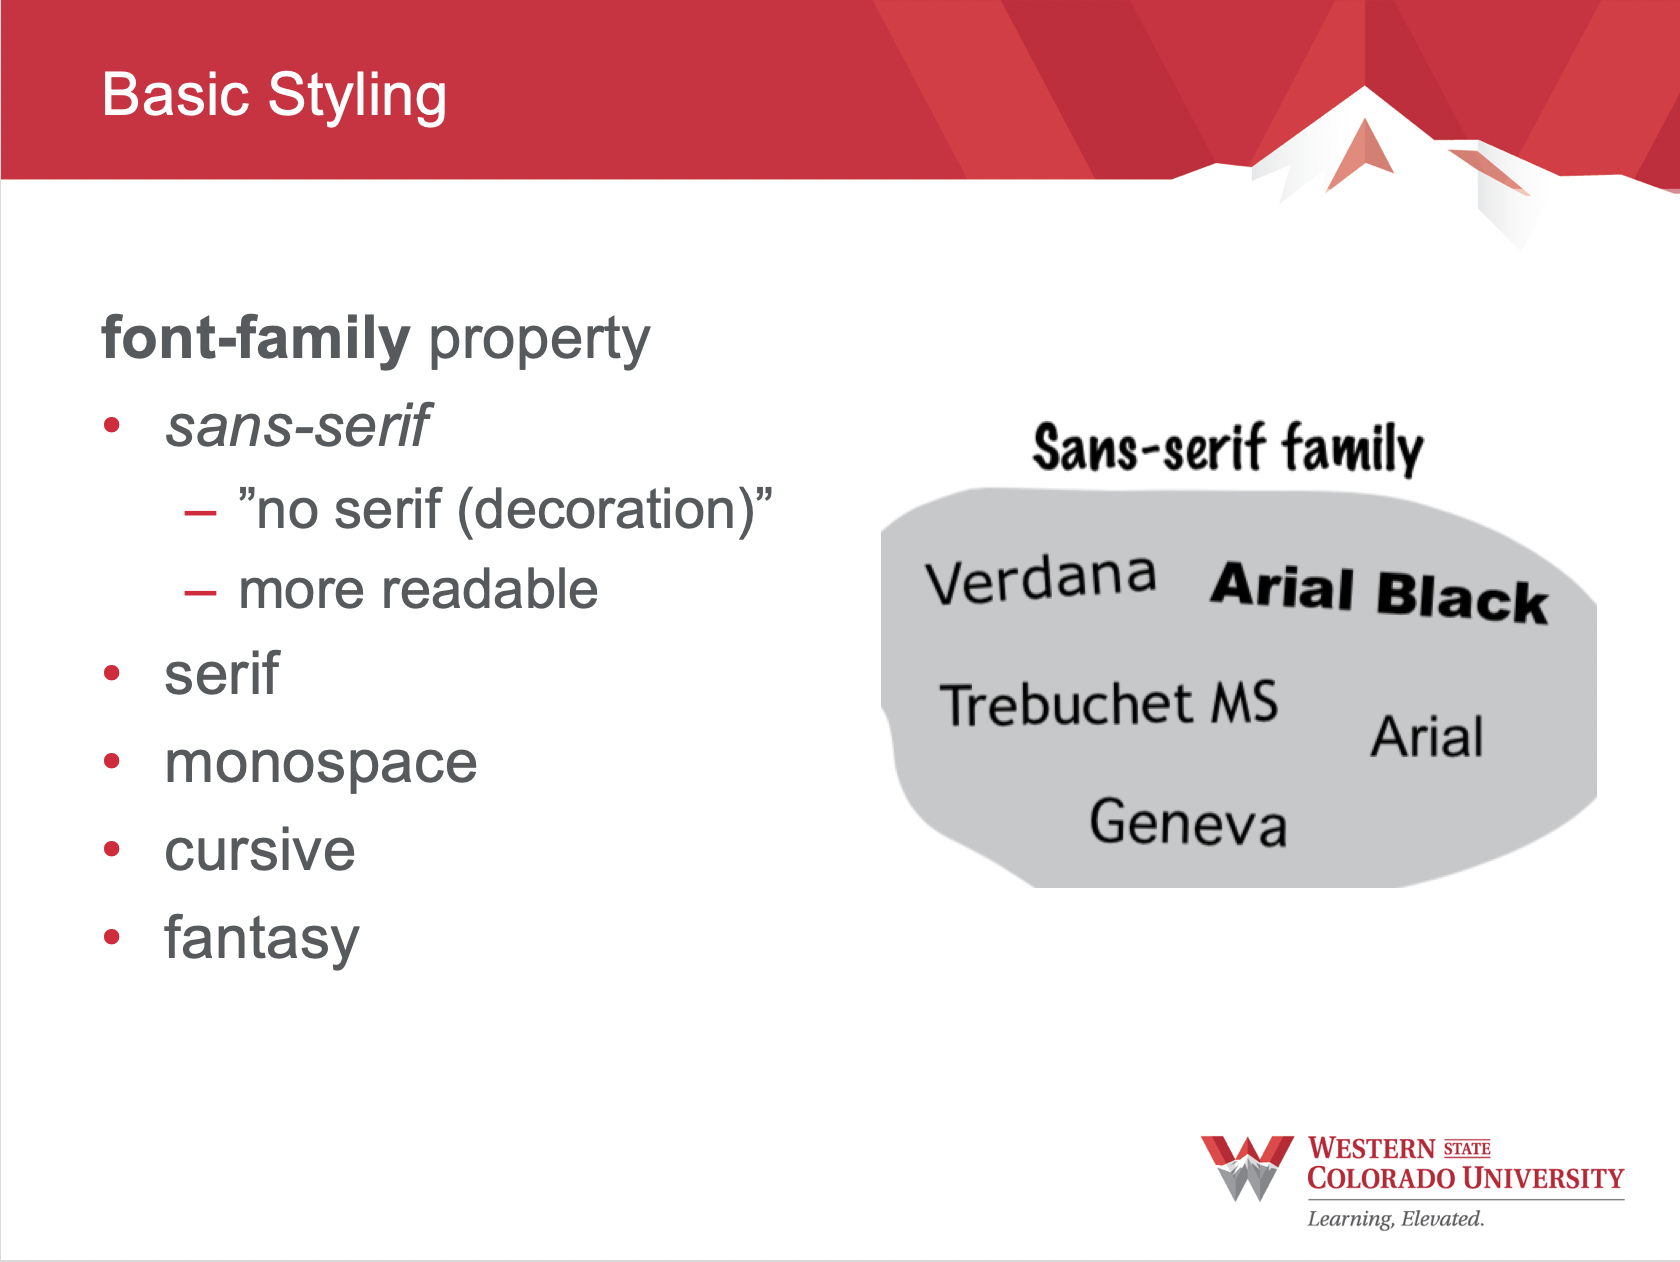 Basic Styling
font-family property
• sans-serif
– ”no serif (decoration)”
– more readable
• serif
• monospace
• cursive
• fantasy
Sans-serif family
Verdana Arial Black
Trebuchet MS
Arial
Geneva
WESTERN STATE
COLORADO UNIVERSITY
Learning, Elevated.